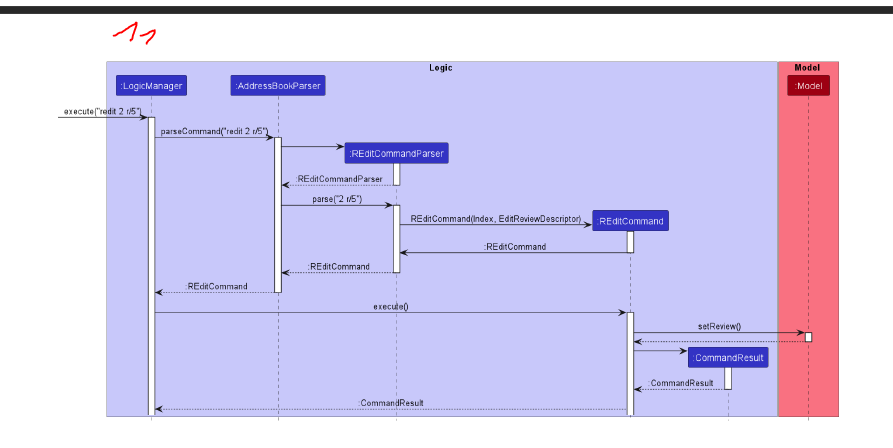 11
Logic
Model
:LogicManager
:AddressBookParser
:Model
execute("redit 2 r/5")
parseCommand("redit 2 r/5")
:REditCommandParser
:REditCommandParser
parse("2 r/5")
REditCommand(Index, EditReviewDescriptor)
:REditCommand
:REditCommand
:REditCommand
:REditCommand
execute()
setReview()
:CommandResult
:CommandResult
:CommandResult